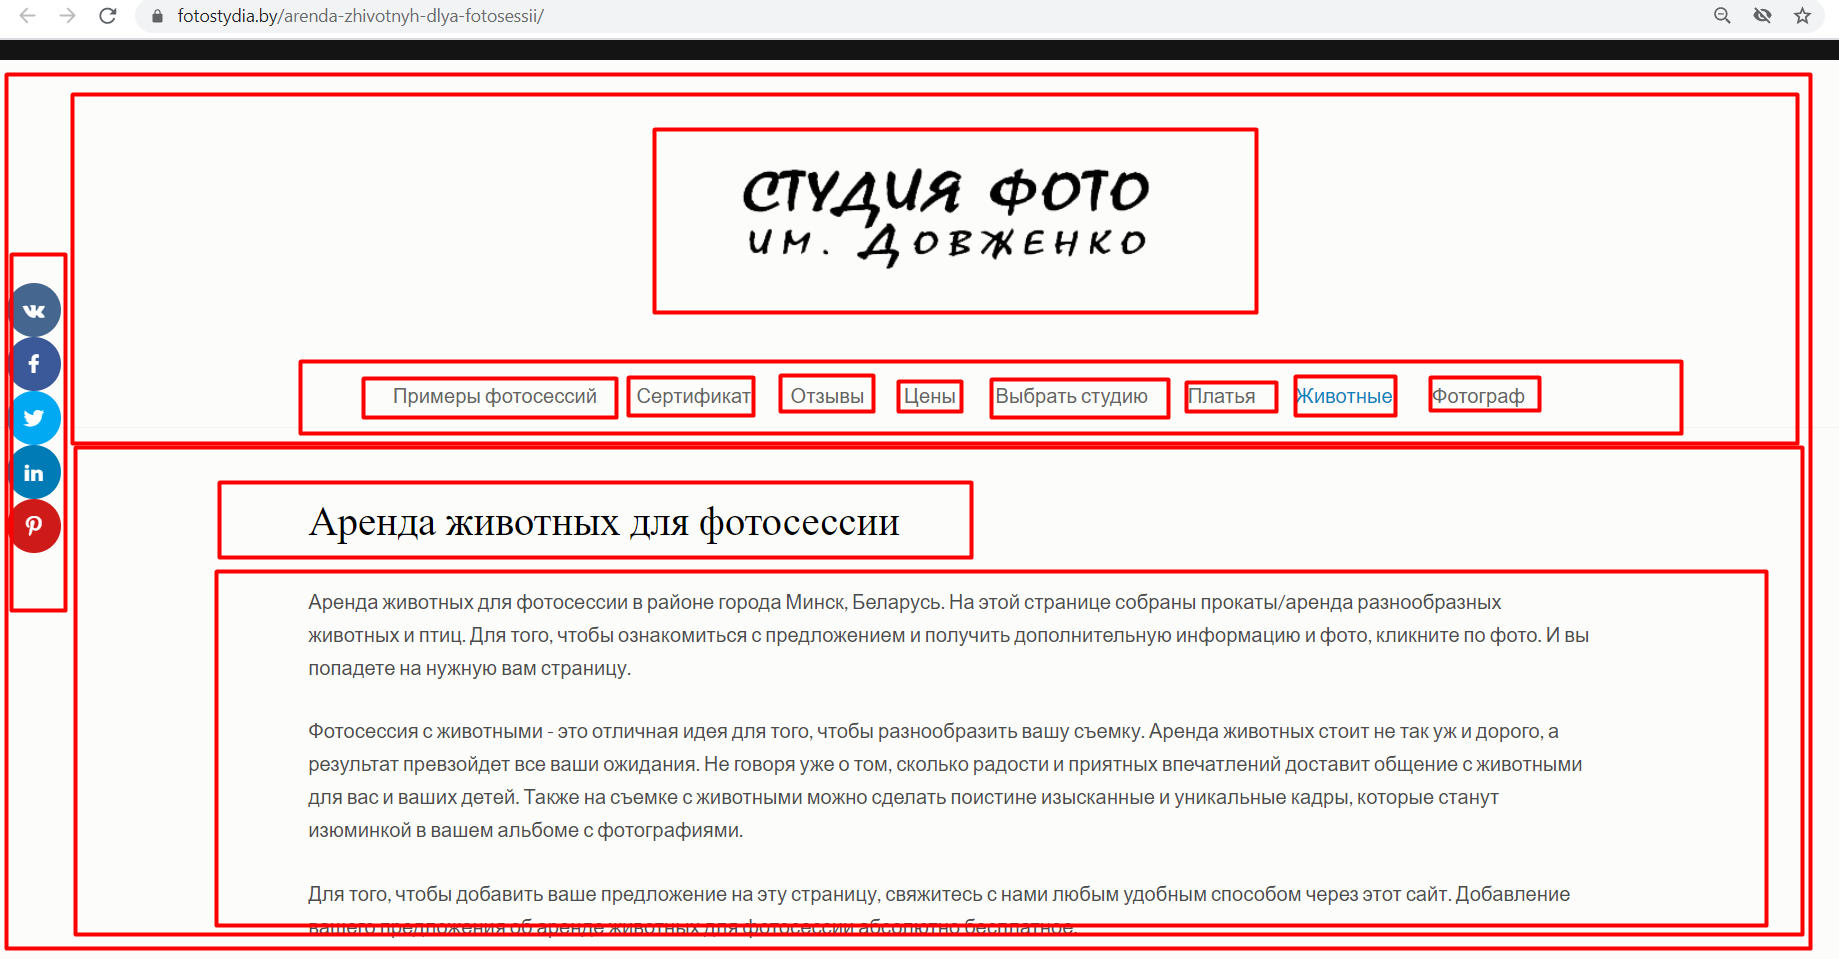 fotostydia.by/arenda-zhivotnyh-dlya-fotosessii/
СТУДИЯ ФОТО
им. ДОВЖЕНКО
Примеры фотосессий Сертификат Отзывы Цены Выбрать студию Платья Животные Фотограф
Аренда животных для фотосессии
Аренда животных для фотосессии в районе города Минск, Беларусь. На этой странице собраны прокаты/аренда разнообразных
животных и птиц. Для того, чтобы ознакомиться с предложением и получить дополнительную информацию и фото, кликните по фото. И вы
попадете на нужную вам страницу.
Фотосессия с животными - это отличная идея для того, чтобы разнообразить вашу съемку. Аренда животных стоит не так уж и дорого, а
результат превзойдет все ваши ожидания. Не говоря уже о том, сколько радости и приятных впечатлений доставит общение с животными
для вас и ваших детей. Также на съемке с животными можно сделать поистине изысканные и уникальные кадры, которые станут
изюминкой в вашем альбоме с фотографиями.
Для того, чтобы добавить ваше предложение на эту страницу, свяжитесь с нами любым удобным способом через этот сайт. Добавление
вашего предложения об аренде животных для фотосессии абсолютно бесплатное.